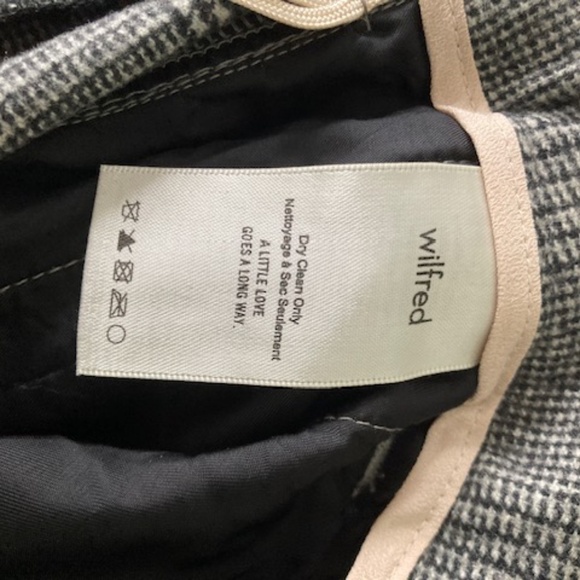 wilfred
Dry Clean Only
Nettoyage à Sec Seulement
A LITTLE LOVE
GOES A LONG WAY.